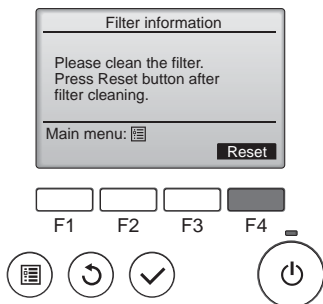 Filter information
Please clean the filter.
Press Reset button after
filter cleaning.
Main menu:
Reset
F1 F2 F3 F4